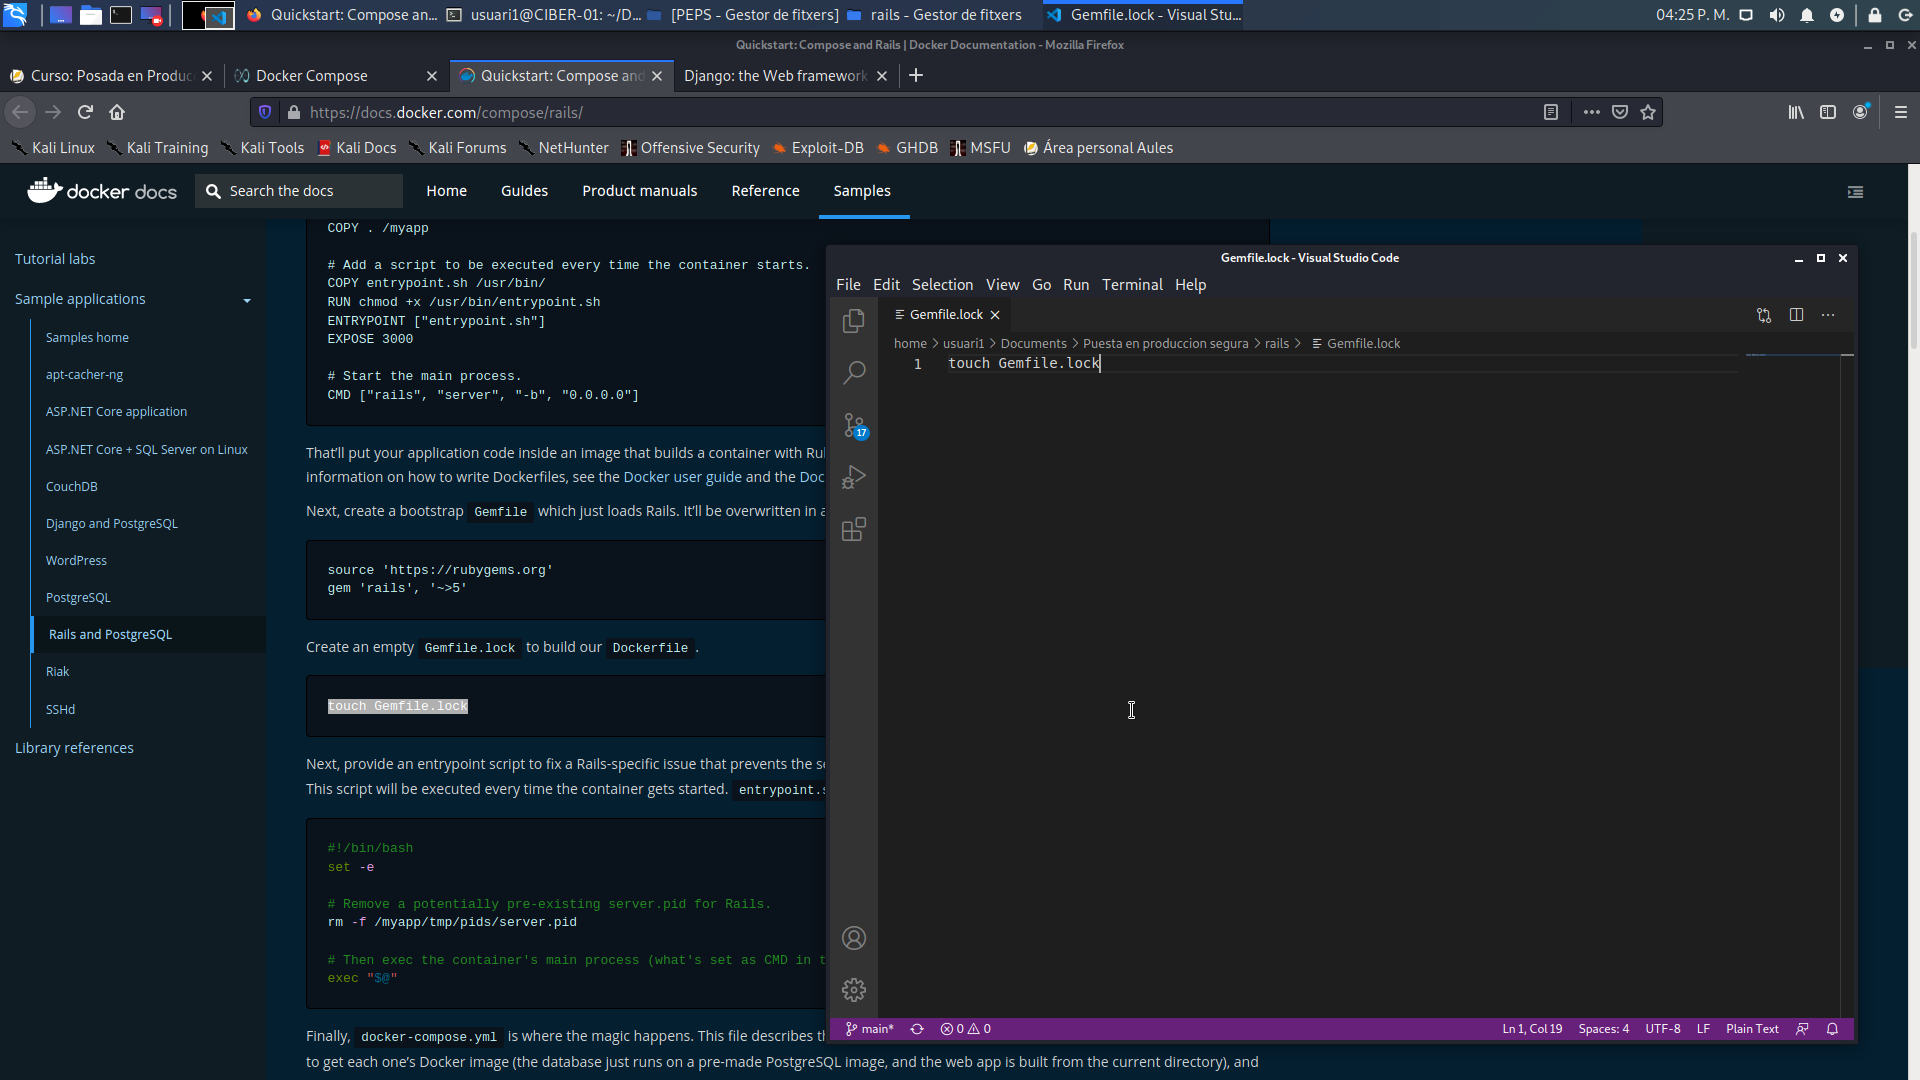 04:25 P. M.
Quickstart: Compose an...
usuari1@CIBER-01: ~/D...
[PEPS - Gestor de fitxers]
rails - Gestor de fitxers
Gemfile.lock - Visual Stu...
Quickstart: Compose and Rails | Docker Documentation - Mozilla Firefox
Curso: Posada en Produc
Docker Compose
Quickstart: Compose and
Django: the Web framework
https://docs.docker.com/compose/rails/
Kali Linux
Kali Training
Kali Tools
Kali Docs
Kali Forums
NetHunter
Offensive Security
Exploit-DB
GHDB
MSFU
Área personal Aules
docker docs
Search the docs
Home
Guides
Product manuals
Reference
Samples
Tutorial labs
Sample applications
Samples home
apt-cacher-ng
ASP.NET Core application
ASP.NET Core + SQL Server on Linux
CouchDB
Django and PostgreSQL
WordPress
PostgreSQL
Rails and PostgreSQL
Riak
SSHd
Library references
COPY . /myapp
# Add a script to be executed every time the container starts.
COPY entrypoint.sh /usr/bin/
RUN chmod +x /usr/bin/entrypoint.sh
ENTRYPOINT ["entrypoint.sh"]
EXPOSE 3000
# Start the main process.
CMD ["rails", "server", "-b", "0.0.0.0"]
That'll put your application code inside an image that builds a container with
information on how to write Dockerfiles, see the Docker user guide and the
Next, create a bootstrap Gemfile which just loads Rails. It'll be overwritten in
source 'https://rubygems.org'
gem 'rails', '~>5'
Create an empty Gemfile.lock to build our Dockerfile .
touch Gemfile.lock
Next, provide an entrypoint script to fix a Rails-specific issue that prevents the
This script will be executed every time the container gets started. entrypoint.s
#!/bin/bash
set -e
# Remove a potentially pre-existing server.pid for Rails.
rm -f /myapp/tmp/pids/server.pid
# Then exec the container's main process (what's set as CMD in
exec "$@"
Finally, docker-compose.yml is where the magic happens. This file describes
to get each one's Docker image (the database just runs on a pre-made PostgreSQL image, and the web app is built from the current directory), and
Gemfile.lock - Visual Studio Code
File Edit Selection View Go Run Terminal Help
Gemfile.lock
home > usuari1 > Documents > Puesta en produccion segura > rails > Gemfile.lock
1 touch Gemfile.lock
17
main* 0 0
Ln 1, Col 19 Spaces: 4 UTF-8 LF Plain Text